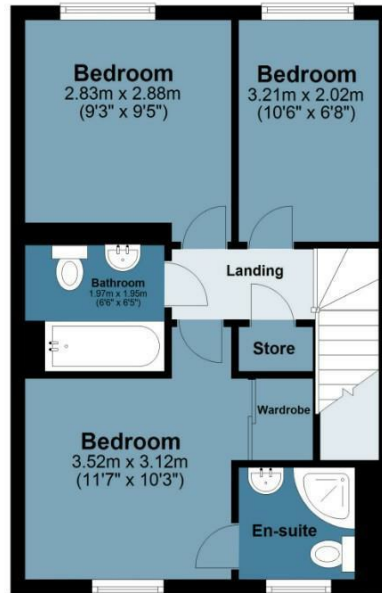 Bedroom
2.83m x 2.88m
(9'3" x 9'5")
Bedroom
3.21m x 2.02m
(10'6" x 6'8")
Landing
Bathroom
1.97m x 1.95m
(6'6" x 6'5")
Store
Wardrobe
Bedroom
3.52m x 3.12m
(11'7" x 10'3")
En-suite